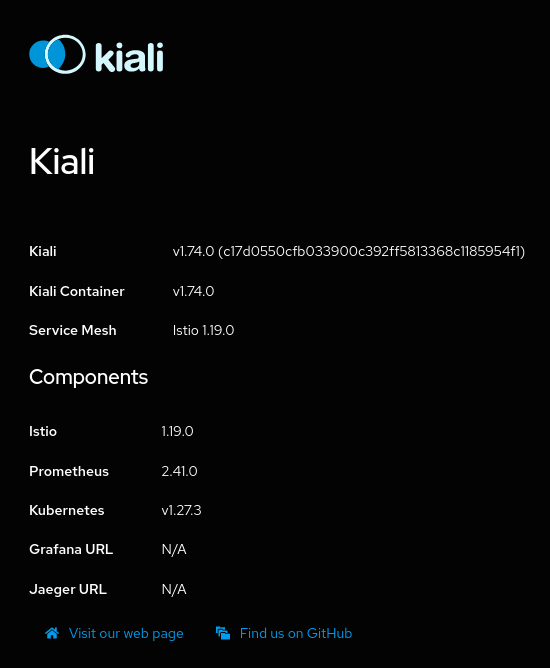 kiali
Kiali
Kiali v1.74.0 (c17d0550cfb033900c392ff5813368c1185954f1)
Kiali Container v1.74.0
Service Mesh Istio 1.19.0
Components
Istio 1.19.0
Prometheus 2.41.0
Kubernetes v1.27.3
Grafana URL N/A
Jaeger URL N/A
Visit our web page Find us on GitHub